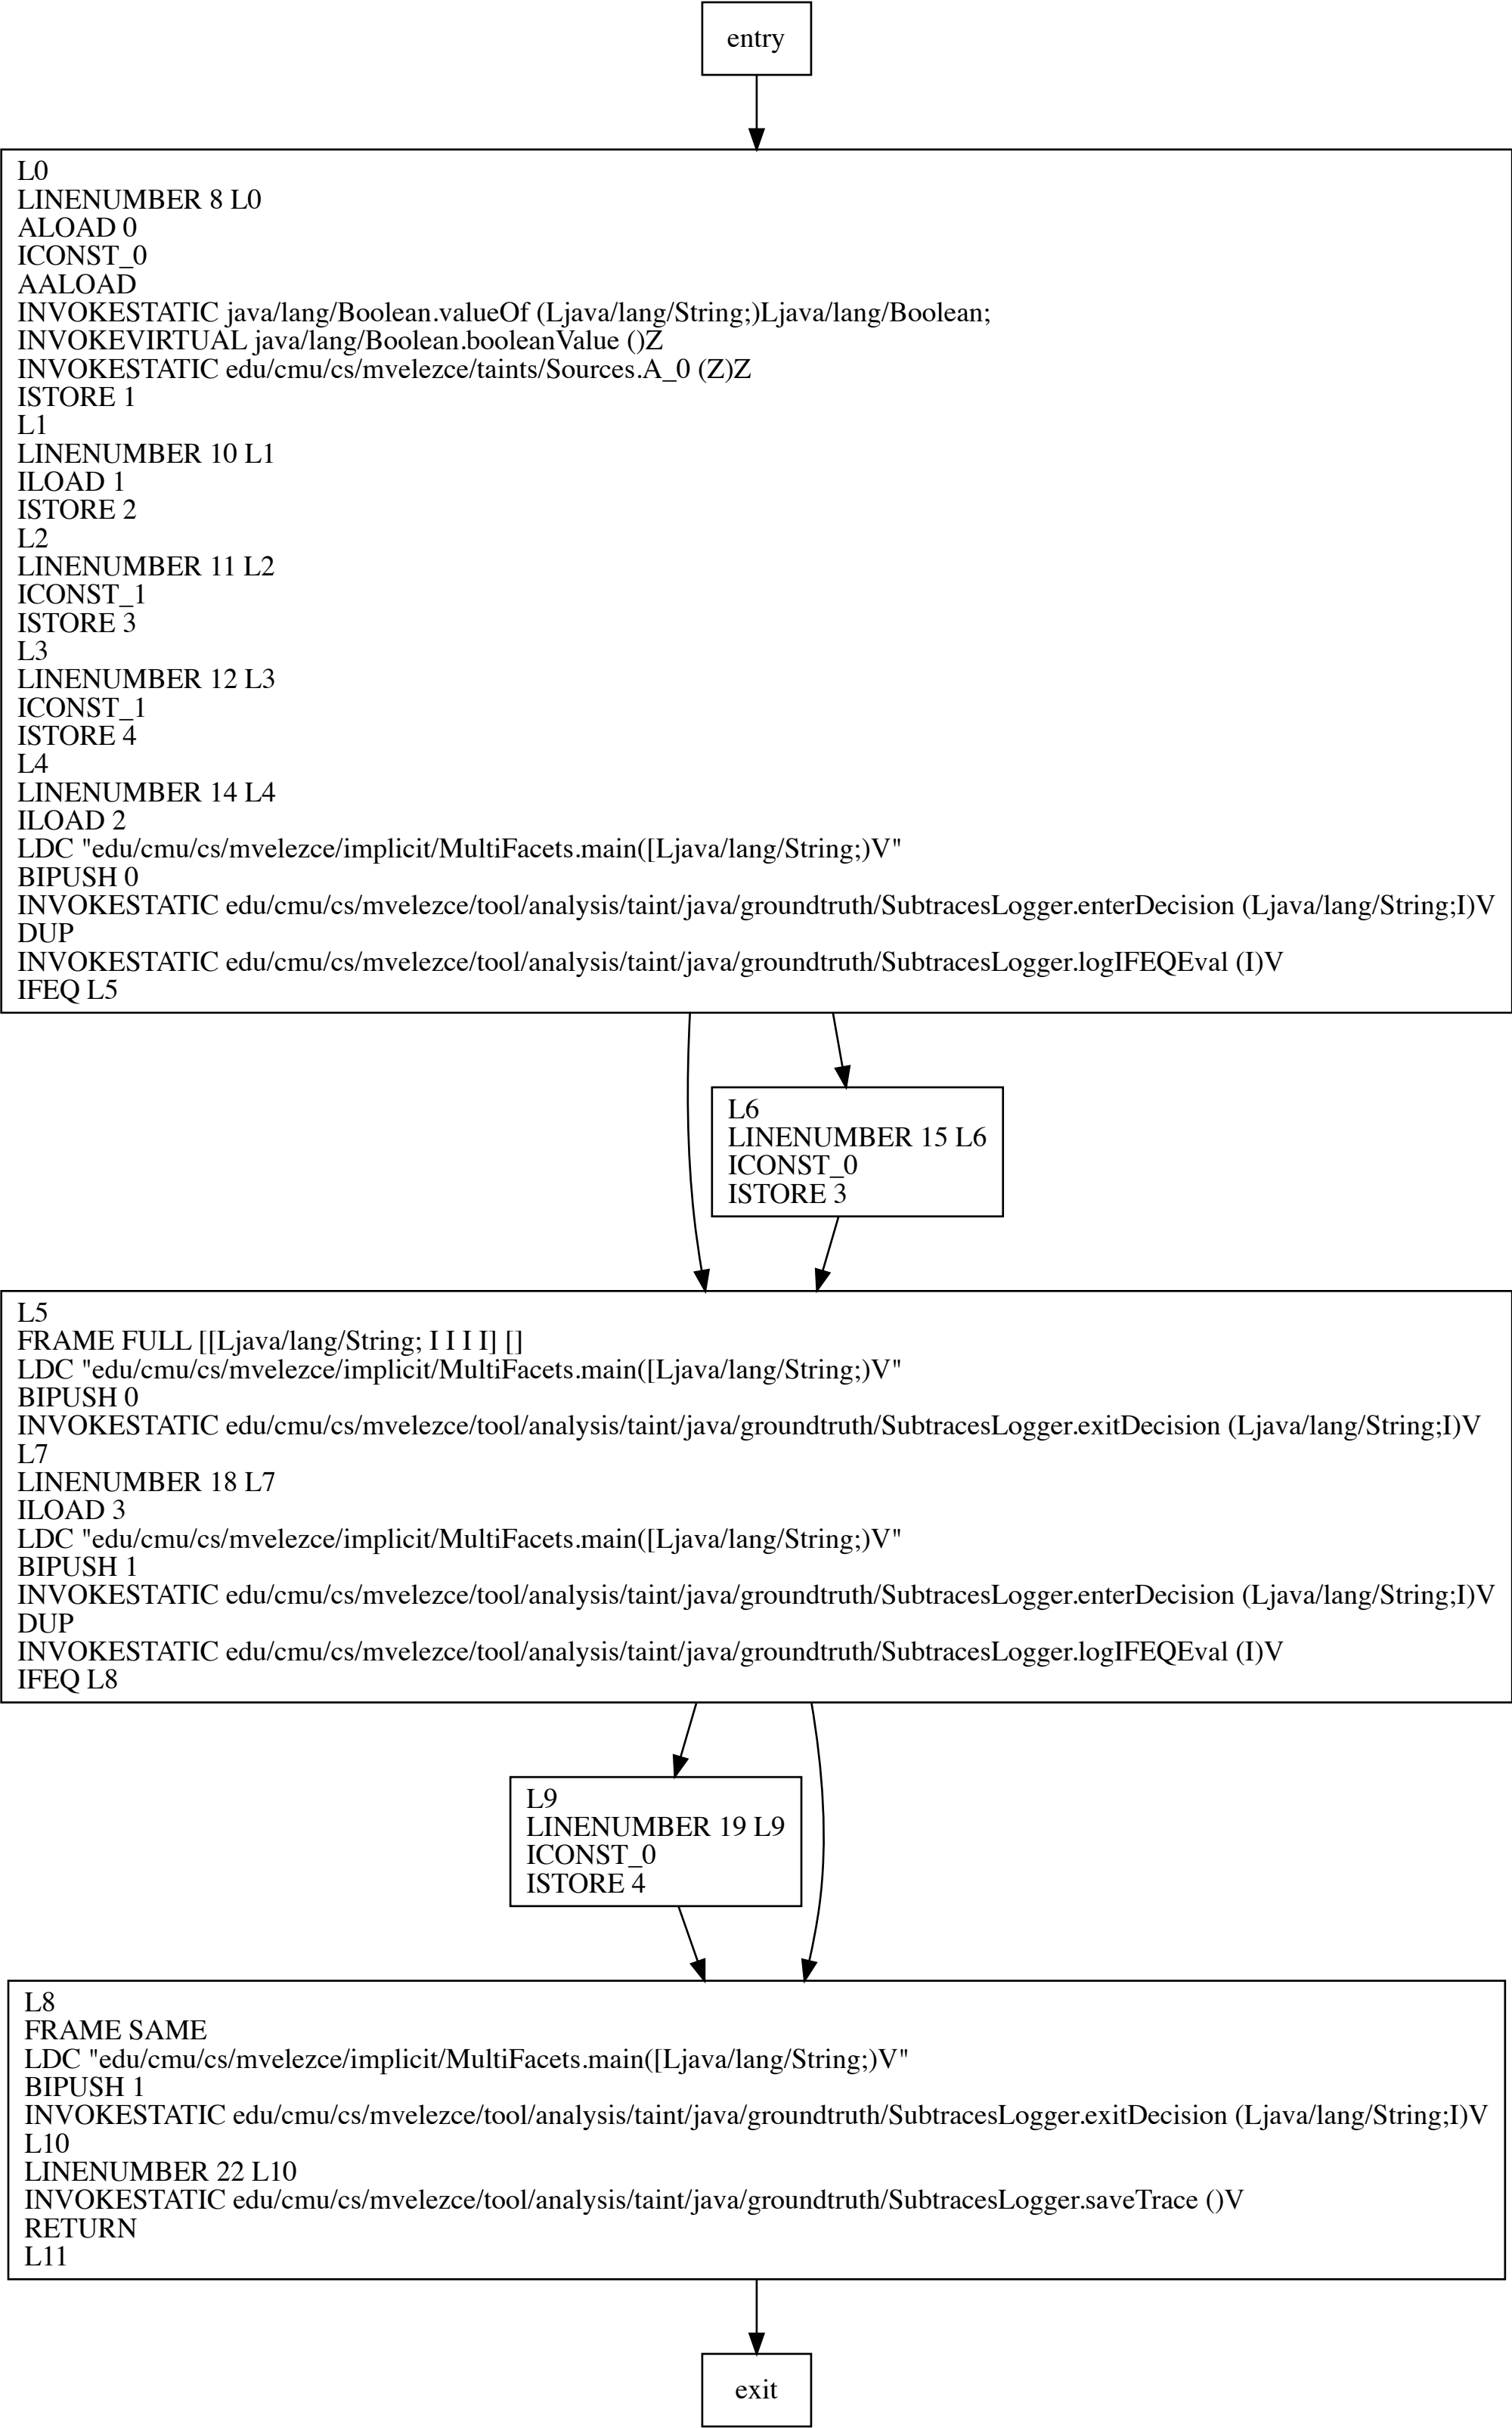 entry
L0
LINENUMBER 8 L0
ALOAD 0
ICONST_0
AALOAD
INVOKESTATIC java/lang/Boolean.valueOf (Ljava/lang/String;)Ljava/lang/Boolean;
INVOKEVIRTUAL java/lang/Boolean.booleanValue ()Z
INVOKESTATIC edu/cmu/cs/mvelezce/taints/Sources.A_0 (Z)Z
ISTORE 1
L1
LINENUMBER 10 L1
ILOAD 1
ISTORE 2
L2
LINENUMBER 11 L2
ICONST_1
ISTORE 3
L3
LINENUMBER 12 L3
ICONST_1
ISTORE 4
L4
LINENUMBER 14 L4
ILOAD 2
LDC "edu/cmu/cs/mvelezce/implicit/MultiFacets.main([Ljava/lang/String;)V"
BIPUSH 0
INVOKESTATIC edu/cmu/cs/mvelezce/tool/analysis/taint/java/groundtruth/SubtracesLogger.enterDecision (Ljava/lang/String;I)V
DUP
INVOKESTATIC edu/cmu/cs/mvelezce/tool/analysis/taint/java/groundtruth/SubtracesLogger.logIFEQEval (I)V
IFEQ L5
L6
LINENUMBER 15 L6
ICONST_0
ISTORE 3
L5
FRAME FULL [[Ljava/lang/String; I I I I] []
LDC "edu/cmu/cs/mvelezce/implicit/MultiFacets.main([Ljava/lang/String;)V"
BIPUSH 0
INVOKESTATIC edu/cmu/cs/mvelezce/tool/analysis/taint/java/groundtruth/SubtracesLogger.exitDecision (Ljava/lang/String;I)V
L7
LINENUMBER 18 L7
ILOAD 3
LDC "edu/cmu/cs/mvelezce/implicit/MultiFacets.main([Ljava/lang/String;)V"
BIPUSH 1
INVOKESTATIC edu/cmu/cs/mvelezce/tool/analysis/taint/java/groundtruth/SubtracesLogger.enterDecision (Ljava/lang/String;I)V
DUP
INVOKESTATIC edu/cmu/cs/mvelezce/tool/analysis/taint/java/groundtruth/SubtracesLogger.logIFEQEval (I)V
IFEQ L8
L9
LINENUMBER 19 L9
ICONST_0
ISTORE 4
L8
FRAME SAME
LDC "edu/cmu/cs/mvelezce/implicit/MultiFacets.main([Ljava/lang/String;)V"
BIPUSH 1
INVOKESTATIC edu/cmu/cs/mvelezce/tool/analysis/taint/java/groundtruth/SubtracesLogger.exitDecision (Ljava/lang/String;I)V
L10
LINENUMBER 22 L10
INVOKESTATIC edu/cmu/cs/mvelezce/tool/analysis/taint/java/groundtruth/SubtracesLogger.saveTrace ()V
RETURN
L11
exit